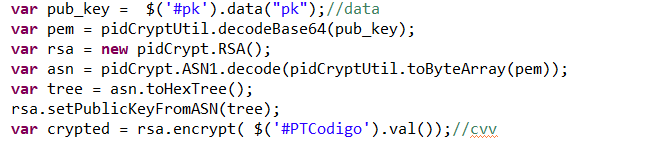 var pub_key =  $('#pk').data("pk");//data
var pem = pidCryptUtil.decodeBase64(pub_key);
var rsa = new pidCrypt.RSA();
var asn = pidCrypt.ASN1.decode(pidCryptUtil.toByteArray(pem));
var tree = asn.toHexTree();
rsa.setPublicKeyFromASN(tree);
var crypted = rsa.encrypt( $('#PTCodigo').val());//cvv